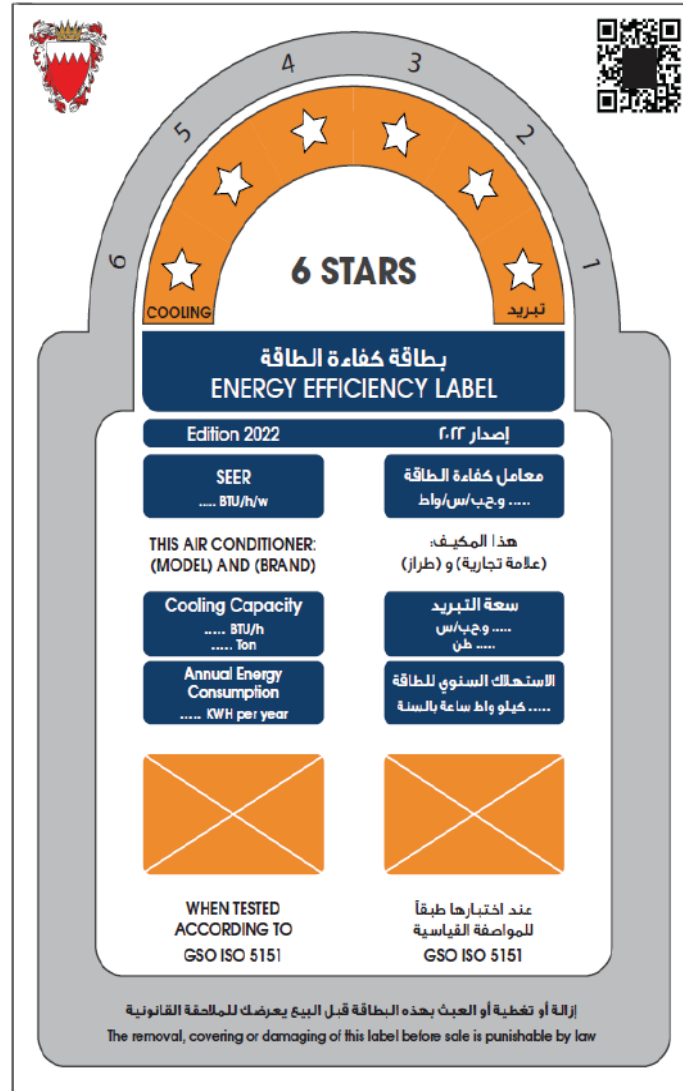 4
3
5
2
6
1
6 STARS
COOLING
تبريد
بطاقة كفاءة الطاقة
ENERGY EFFICIENCY LABEL
Edition 2022
إصدار ٢٠٢٢
SEER
..... BTU/h/w
معامل كفاءة الطاقة
..... و.ح.ب/س/واط
THIS AIR CONDITIONER:
(MODEL) AND (BRAND)
هذا المكيف:
(علامة تجارية) و (طراز)
Cooling Capacity
..... BTU/h
..... Ton
سعة التبريد
..... و.ح.ب/س
..... طن
Annual Energy
Consumption
..... KWH per year
الاستهلاك السنوي للطاقة
..... كيلو واط ساعة بالسنة
WHEN TESTED
ACCORDING TO
GSO ISO 5151
عند اختبارها طبقاً
للمواصفة القياسية
GSO ISO 5151
إزالة أو تغطية أو العبث بهذه البطاقة قبل البيع يعرضك للملاحقة القانونية
The removal, covering or damaging of this label before sale is punishable by law